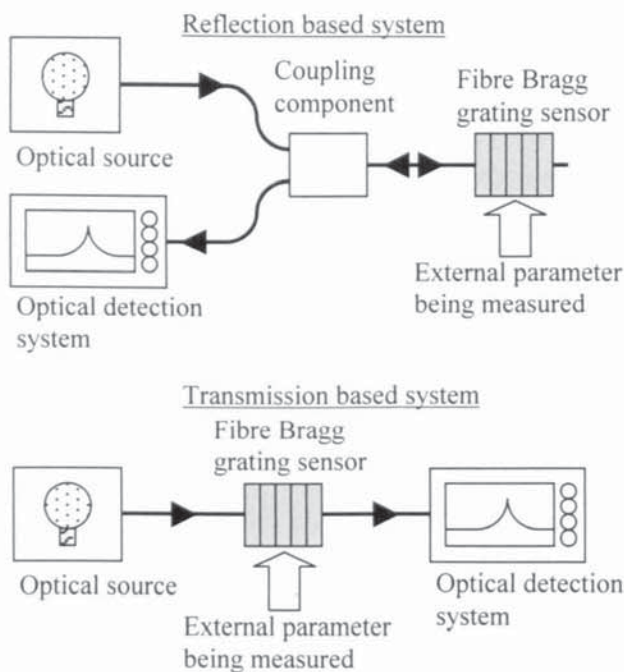 Reflection based system
Coupling
component
Fibre Bragg
grating sensor
Optical source
External parameter
being measured
Optical detection
system
Transmission based system
Fibre Bragg
grating sensor
Optical source
Optical detection
system
External parameter
being measured